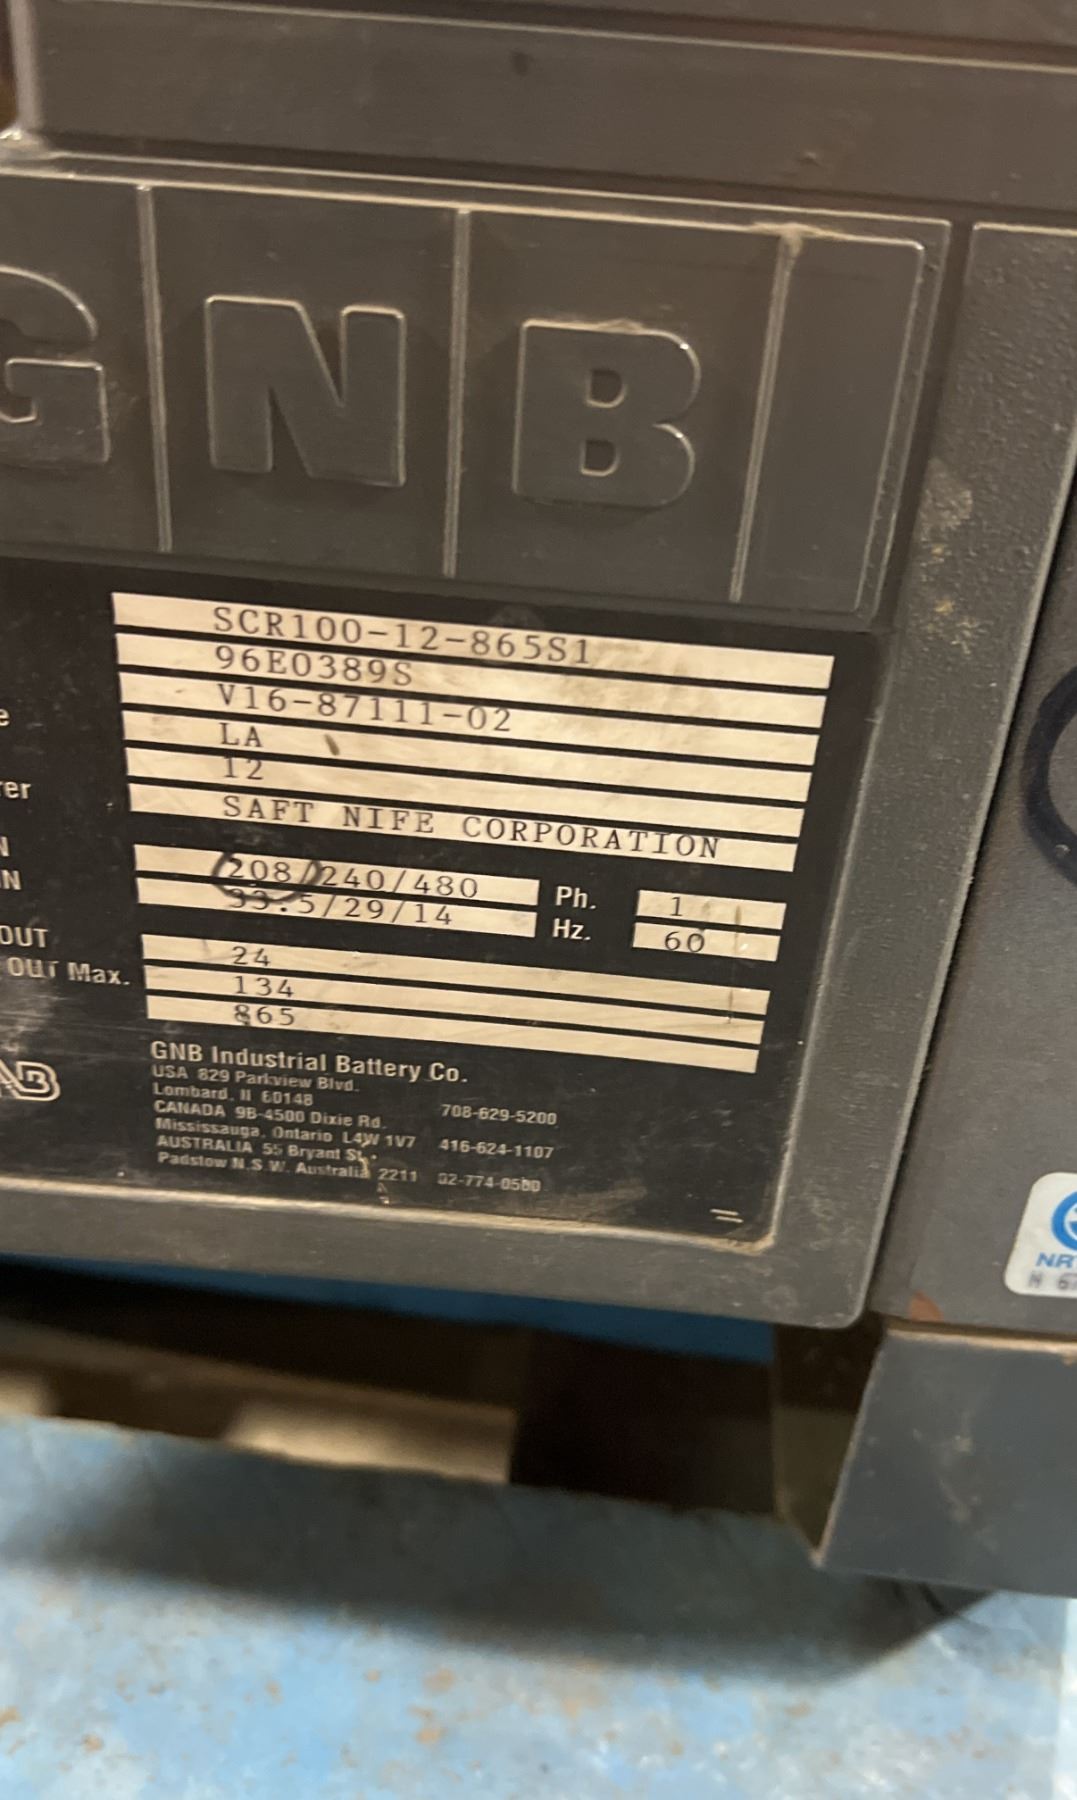 GNB
SCR100-12-865S1
96E0389S
V16-87111-02
LA
12
SAFT NIFE CORPORATION
208/240/480 Ph. 1
33.5/29/14 Hz. 60
OUT 24
OUT Max. 134
865
GNB Industrial Battery Co.
USA 829 Parkview Blvd.
Lombard, Il 60148 708-629-5200
CANADA 9B-4500 Dixie Rd.
Mississauga, Ontario L4W 1V7 416-624-1107
AUSTRALIA 55 Bryant St.
Padstow N.S.W. Australia 2211 02-774-0500
NR